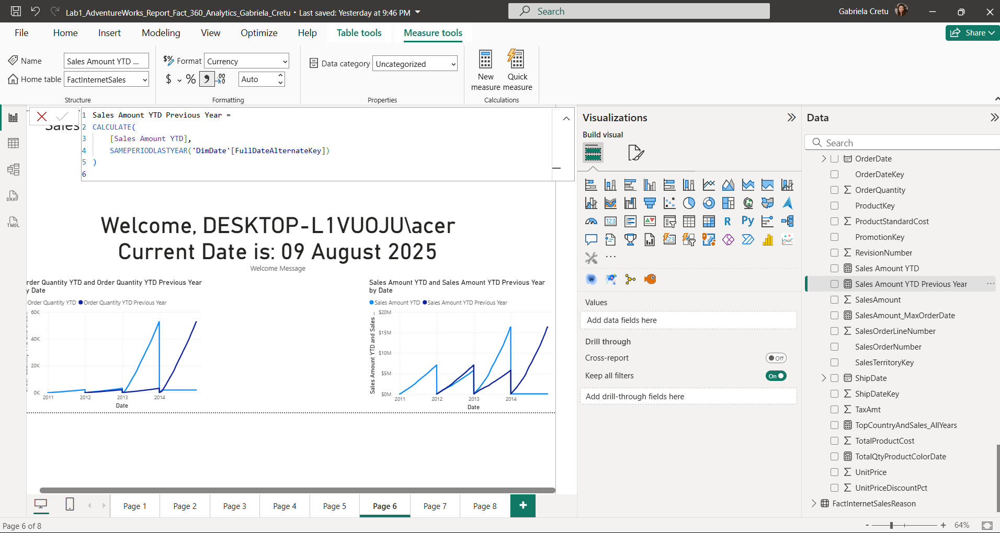 Lab1_AdventureWorks_Report_Fact_360_Analytics_Gabriela_Cretu • Last saved: Yesterday at 9:46 PM
Search
Gabriela Cretu
File Home Insert Modeling View Optimize Help Table tools Measure tools
Share
Name Sales Amount YTD ...
Home table FactInternetSales
Structure
$% Format Currency
$ % , .00 Auto
Formatting
Data category Uncategorized
Properties
New measure
Quick measure
Calculations
Sales
1 Sales Amount YTD Previous Year =
2 CALCULATE(
3 [Sales Amount YTD],
4 SAMEPERIODLASTYEAR('DimDate'[FullDateAlternateKey])
5 )
6
DAX
TMDL
Welcome, DESKTOP-L1VUOJU\acer
Current Date is: 09 August 2025
Welcome Message
rder Quantity YTD and Order Quantity YTD Previous Year
y Date
Order Quantity YTD Order Quantity YTD Previous Year
60K
40K
20K
0K
2011 2012 2013 2014
Date
Sales Amount YTD and Sales Amount YTD Previous Year
by Date
Sales Amount YTD Sales Amount YTD Previous Year
Sales Amount YTD and Sales ...
$20M
$15M
$10M
$5M
$0M
2011 2012 2013 2014
Date
Page 1 Page 2 Page 3 Page 4 Page 5 Page 6 Page 7 Page 8 +
Page 6 of 8
- + 64%
Visualizations
Build visual
123
R Py
123
...
Values
Add data fields here
Drill through
Cross-report Off
Keep all filters On
Add drill-through fields here
Data
Search
OrderDate
OrderDateKey
OrderQuantity
ProductKey
ProductStandardCost
PromotionKey
RevisionNumber
Sales Amount YTD
Sales Amount YTD Previous Year ...
SalesAmount
SalesAmount_MaxOrderDate
SalesOrderLineNumber
SalesOrderNumber
SalesTerritoryKey
ShipDate
ShipDateKey
TaxAmt
TopCountryAndSales_AllYears
TotalProductCost
TotalQtyProductColorDate
UnitPrice
UnitPriceDiscountPct
FactInternetSalesReason